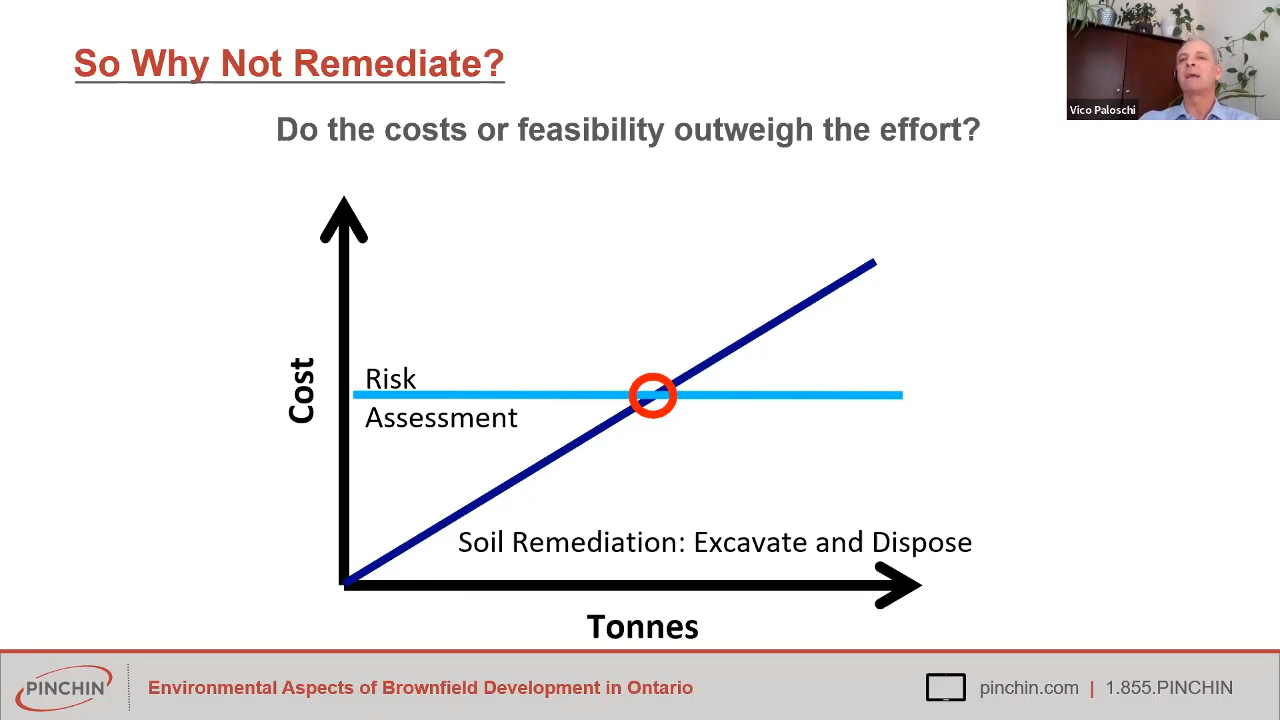 So Why Not Remediate?
Vico Paloschi
Do the costs or feasibility outweigh the effort?
Cost
Risk
Assessment
Soil Remediation: Excavate and Dispose
Tonnes
PINCHIN
Environmental Aspects of Brownfield Development in Ontario
pinchin.com | 1.855.PINCHIN